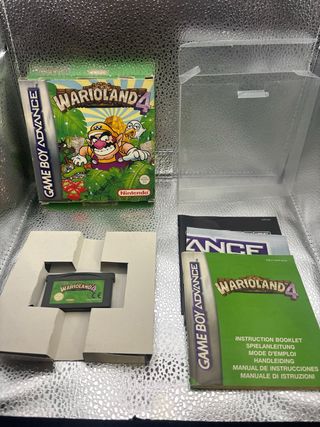 WARIOLAND 4
GAME BOY ADVANCE
Nintendo
ANCE
WARIOLAND 4
WARIOLAND 4
GAME BOY ADVANCE
INSTRUCTION BOOKLET
SPIELANLEITUNG
MODE D'EMPLOI
HANDLEIDING
MANUAL DE INSTRUCCIONES
MANUALE DI ISTRUZIONI